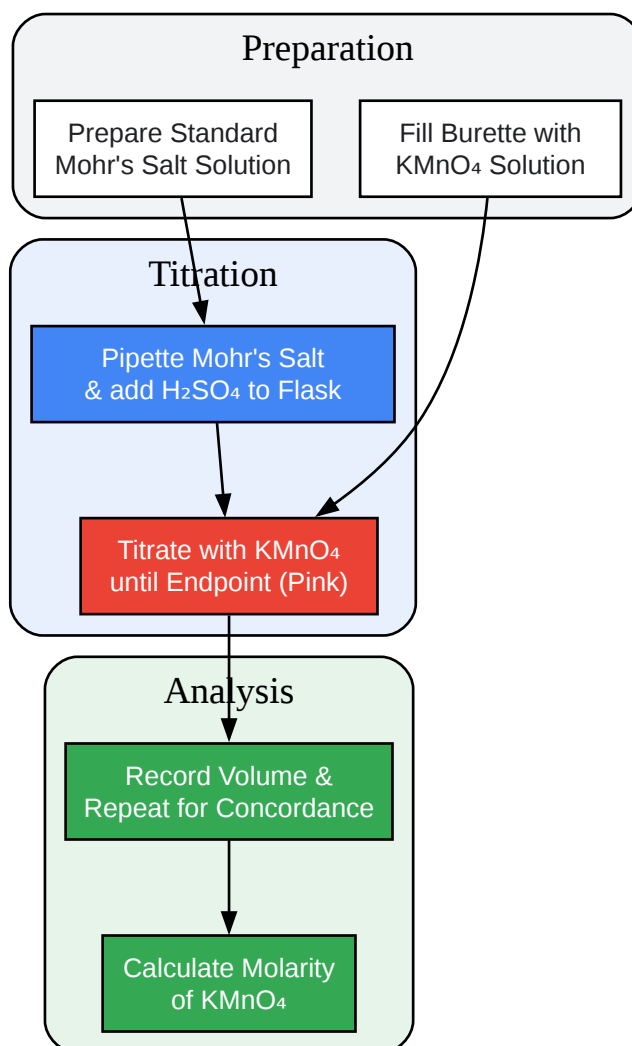 Preparation
Prepare Standard
Mohr's Salt Solution
Fill Burette with
KMnO₄ Solution
Titration
Pipette Mohr's Salt
& add H₂SO₄ to Flask
Titrate with KMnO₄
until Endpoint (Pink)
Analysis
Record Volume &
Repeat for Concordance
Calculate Molarity
of KMnO₄